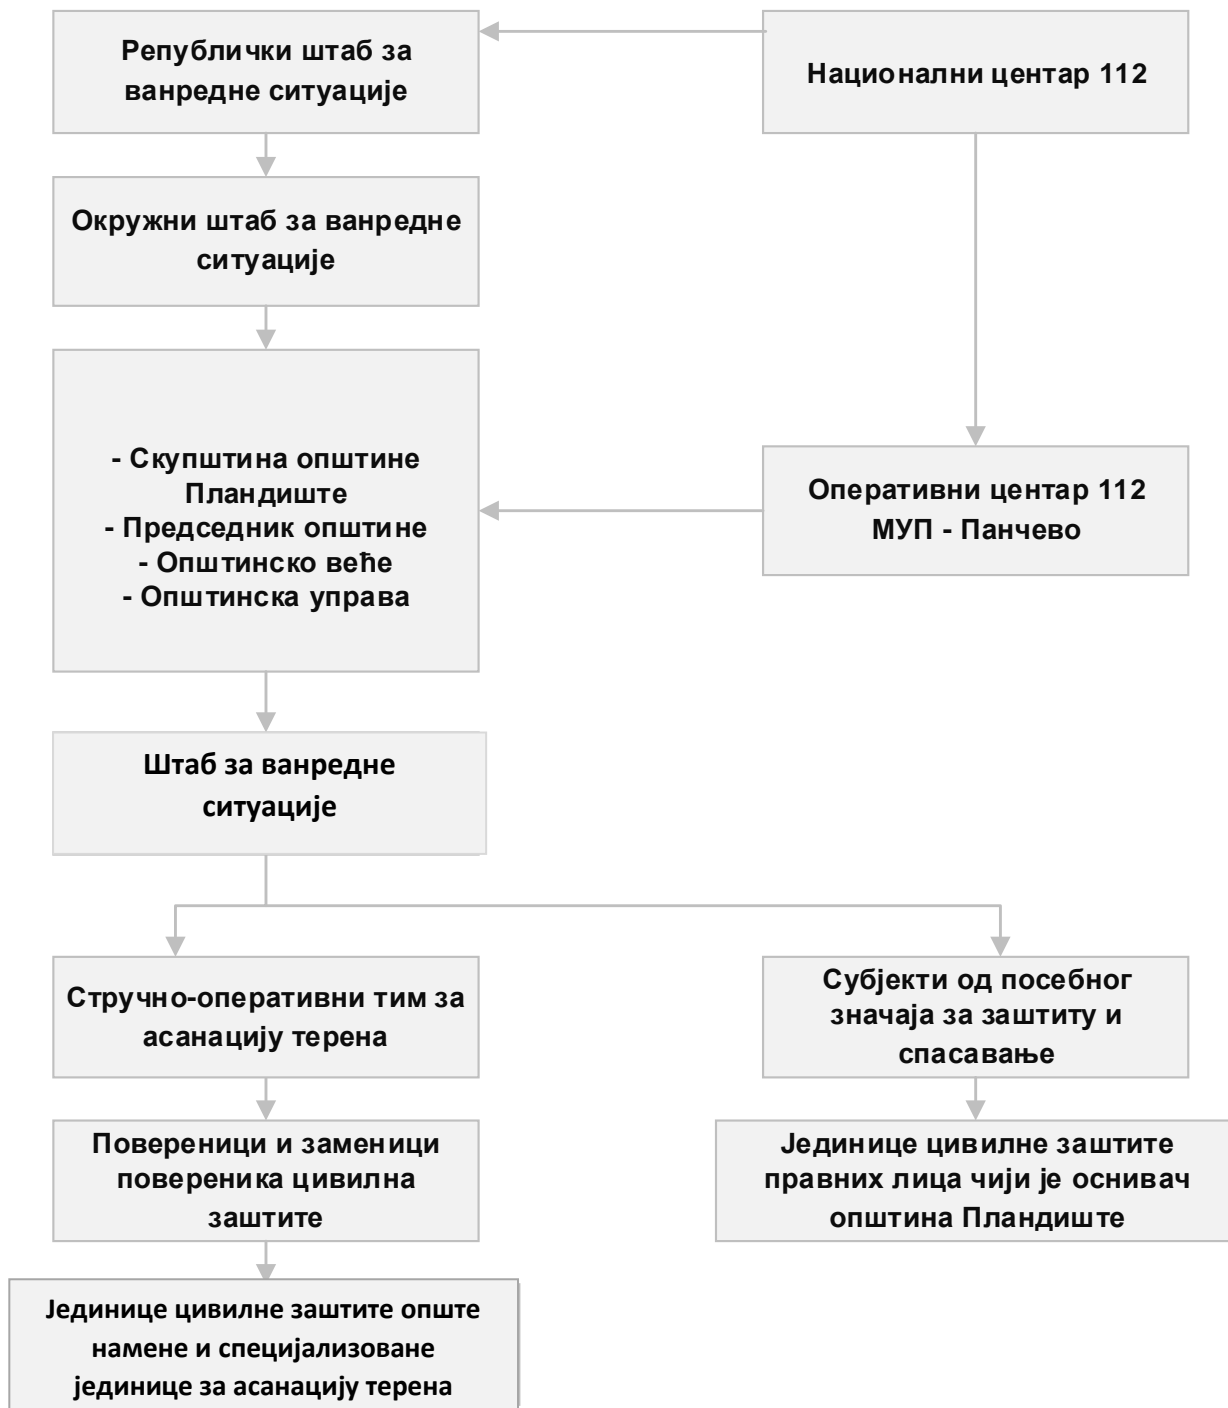 Републички штаб за
ванредне ситуације
Национални центар 112
Окружни штаб за ванредне
ситуације
- Скупштина општине
Пландиште
- Председник општине
- Општинско веће
- Општинска управа
Оперативни центар 112
МУП - Панчево
Штаб за ванредне
ситуације
Стручно-оперативни тим за
асанацију терена
Субјекти од посебног
значаја за заштиту и
спасавање
Повереници и заменици
повереника цивилна
заштите
Јединице цивилне заштите
правних лица чији је оснивач
општина Пландиште
Јединице цивилне заштите опште
намене и специјализоване
јединице за асанацију терена